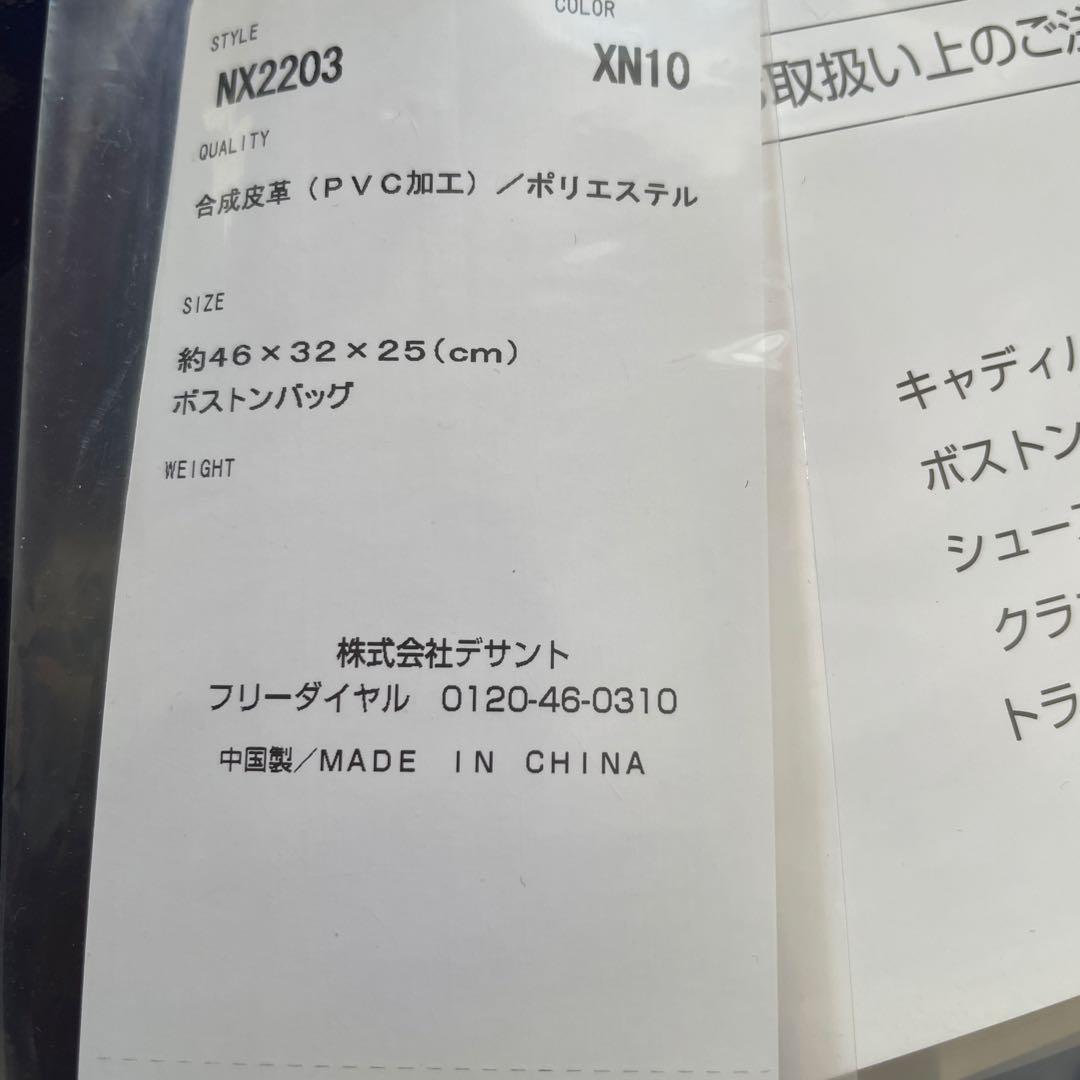 STYLE
COLOR
NX2203
XN10
QUALITY
合成皮革（ＰＶＣ加工）／ポリエステル
SIZE
約46×32×25(cm)
ボストンバッグ
WEIGHT
株式会社デサント
フリーダイヤル 0120-46-0310
中国製／MADE IN CHINA
取扱い上のご注
キャディ
ボストン
シュー
クラ
トラ